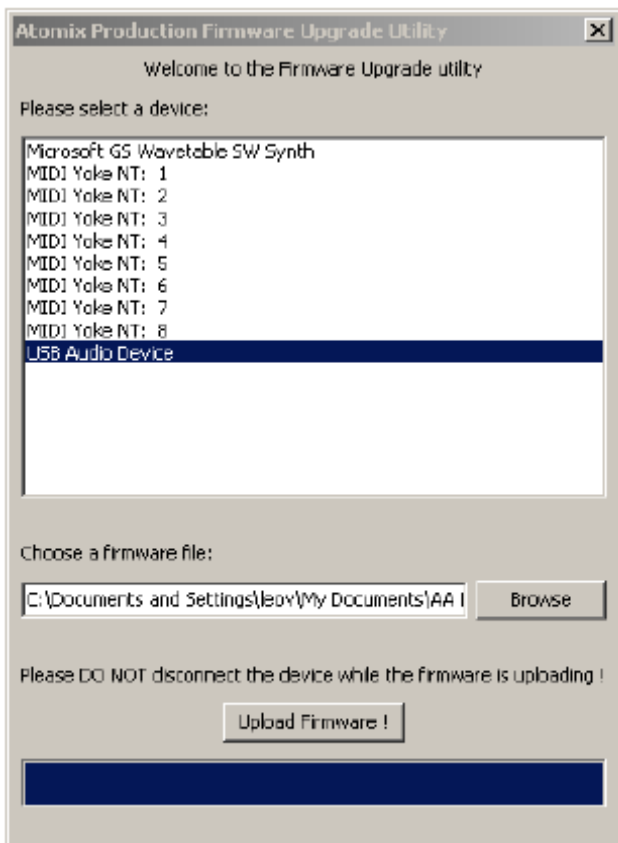 Atomix Production Firmware Upgrade Utility
Welcome to the Firmware Upgrade utility
Please select a device:
Microsoft GS Wavetable SW Synth
MIDI Yoke NT: 1
MIDI Yoke NT: 2
MIDI Yoke NT: 3
MIDI Yoke NT: 4
MIDI Yoke NT: 5
MIDI Yoke NT: 6
MIDI Yoke NT: 7
MIDI Yoke NT: 8
USB Audio Device
Choose a firmware file:
C:\Documents and Settings\leov\My Documents\AA
Browse
Please DO NOT disconnect the device while the firmware is uploading !
Upload Firmware !